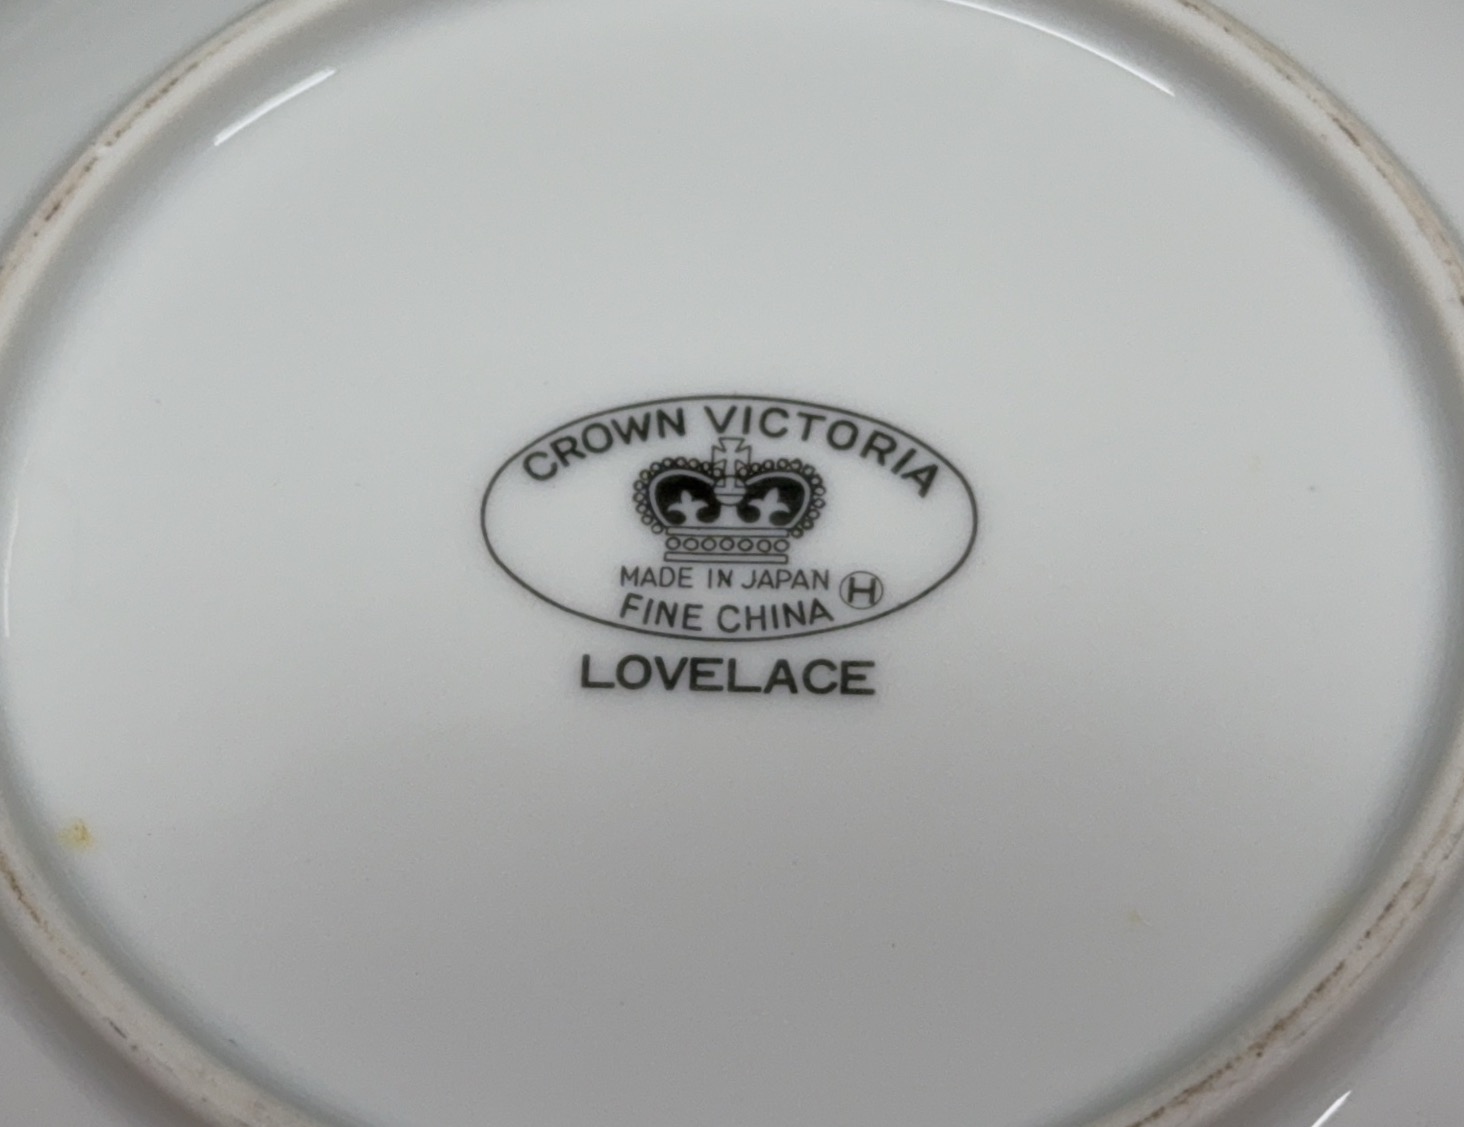 CROWN VICTORIA
MADE IN JAPAN H
FINE CHINA
LOVELACE